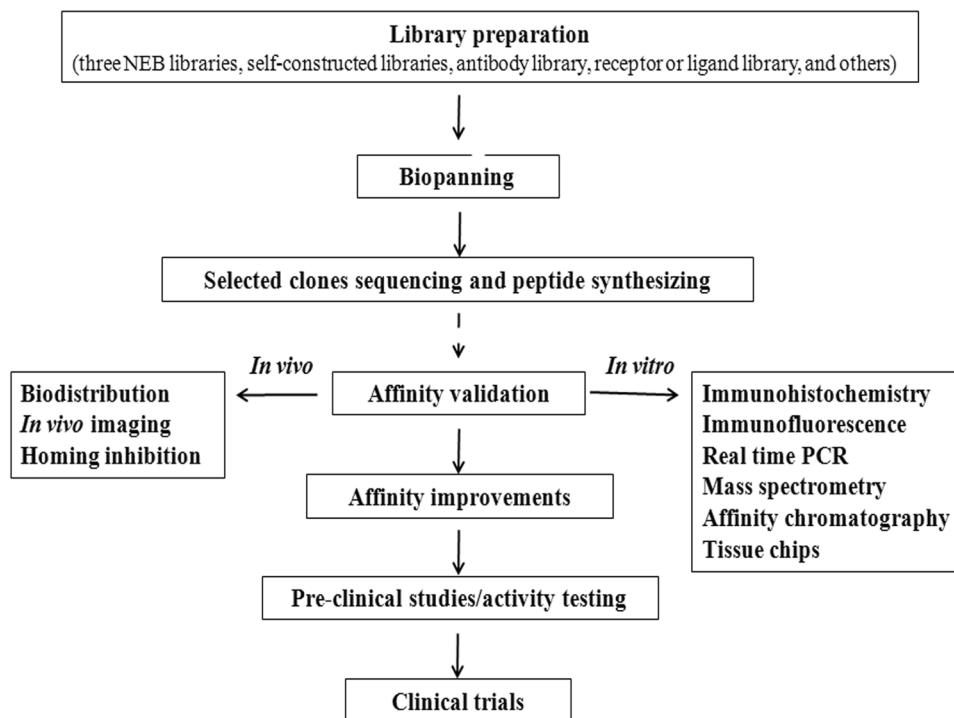 Library preparation
(three NEB libraries, self-constructed libraries, antibody library, receptor or ligand library, and others)
Biopanning
Selected clones sequencing and peptide synthesizing
In vivo
In vitro
Biodistribution
In vivo imaging
Homing inhibition
Affinity validation
Immunohistochemistry
Immunofluorescence
Real time PCR
Mass spectrometry
Affinity chromatography
Tissue chips
Affinity improvements
Pre-clinical studies/activity testing
Clinical trials